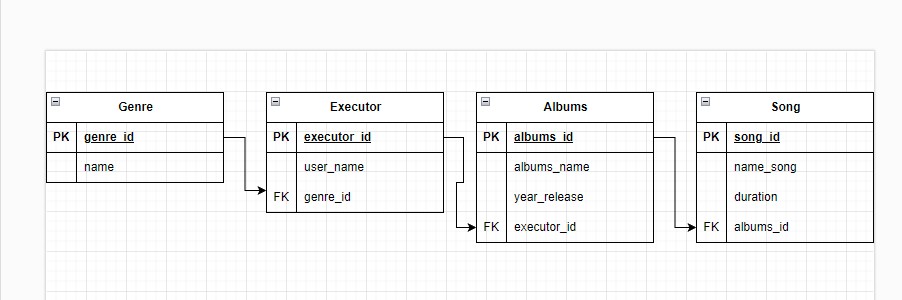 Genre
PK genre_id
name
Executor
PK executor_id
user_name
FK genre_id
Albums
PK albums_id
albums_name
year_release
FK executor_id
Song
PK song_id
name_song
duration
FK albums_id